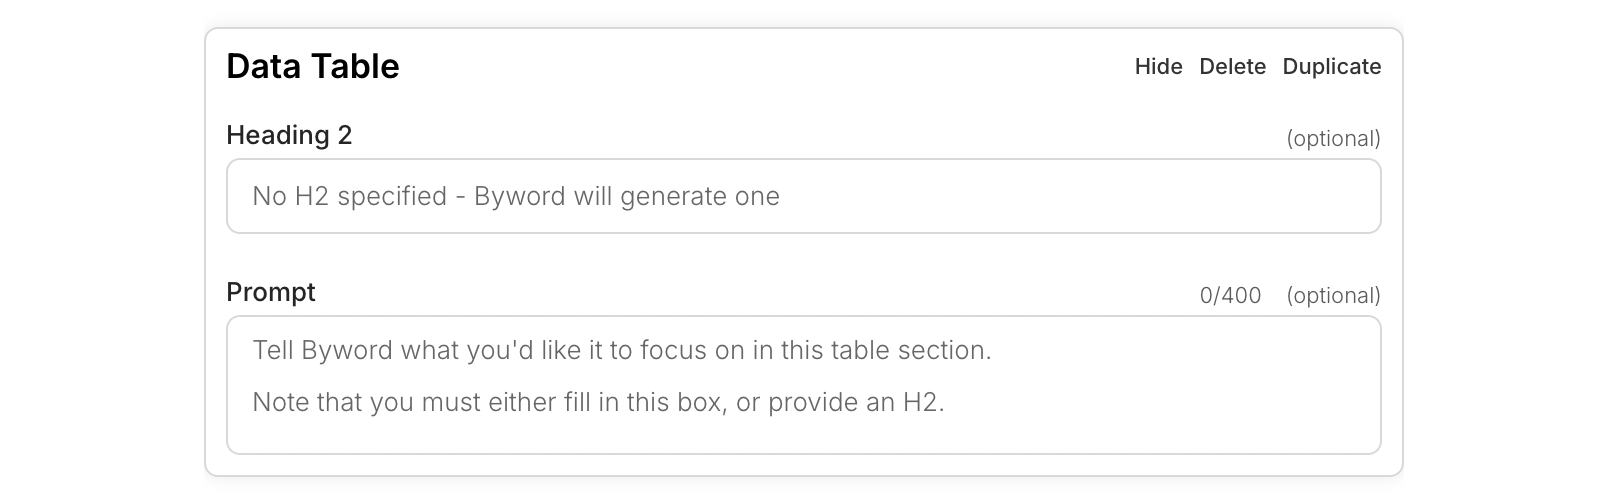 Data Table
Hide Delete Duplicate
Heading 2
(optional)
No H2 specified - Byword will generate one
Prompt
0/400 (optional)
Tell Byword what you'd like it to focus on in this table section.
Note that you must either fill in this box, or provide an H2.